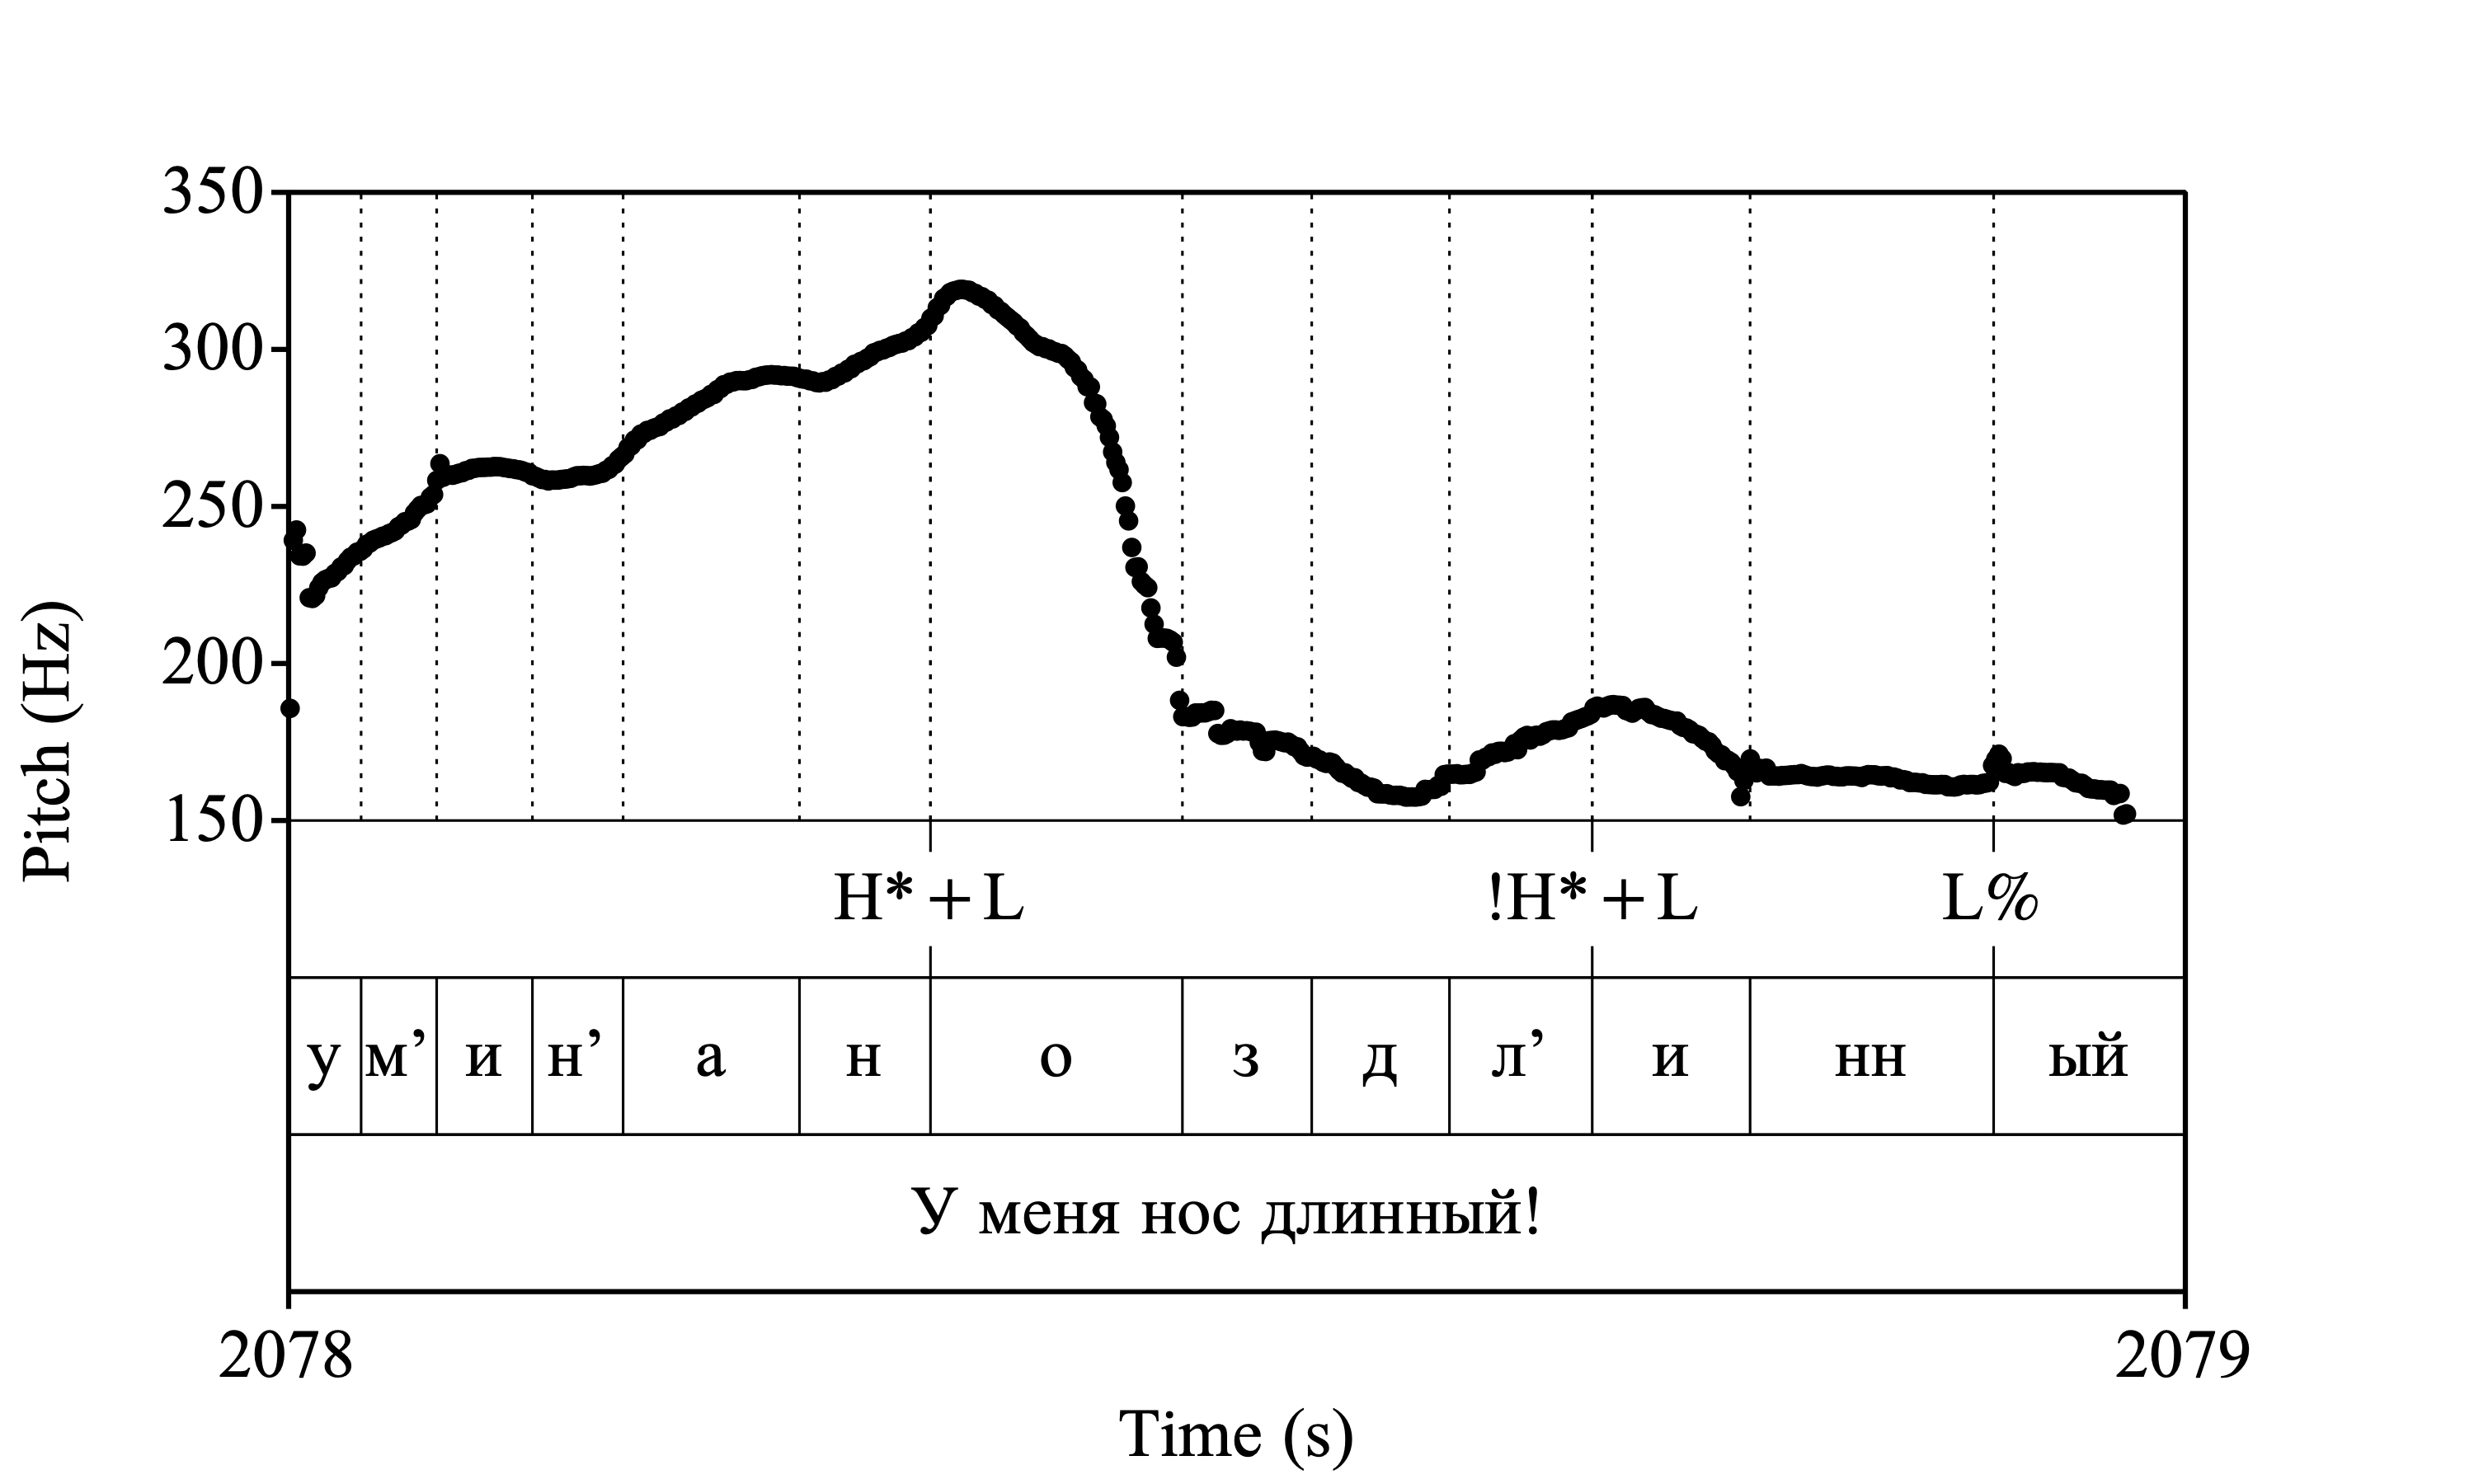 350
300
250
200
150
Pitch (Hz)
H* + L !H* + L L%
у м’ и н’ а н о з д л’ и нн ый
У меня нос длинный!
2078 2079
Time (s)